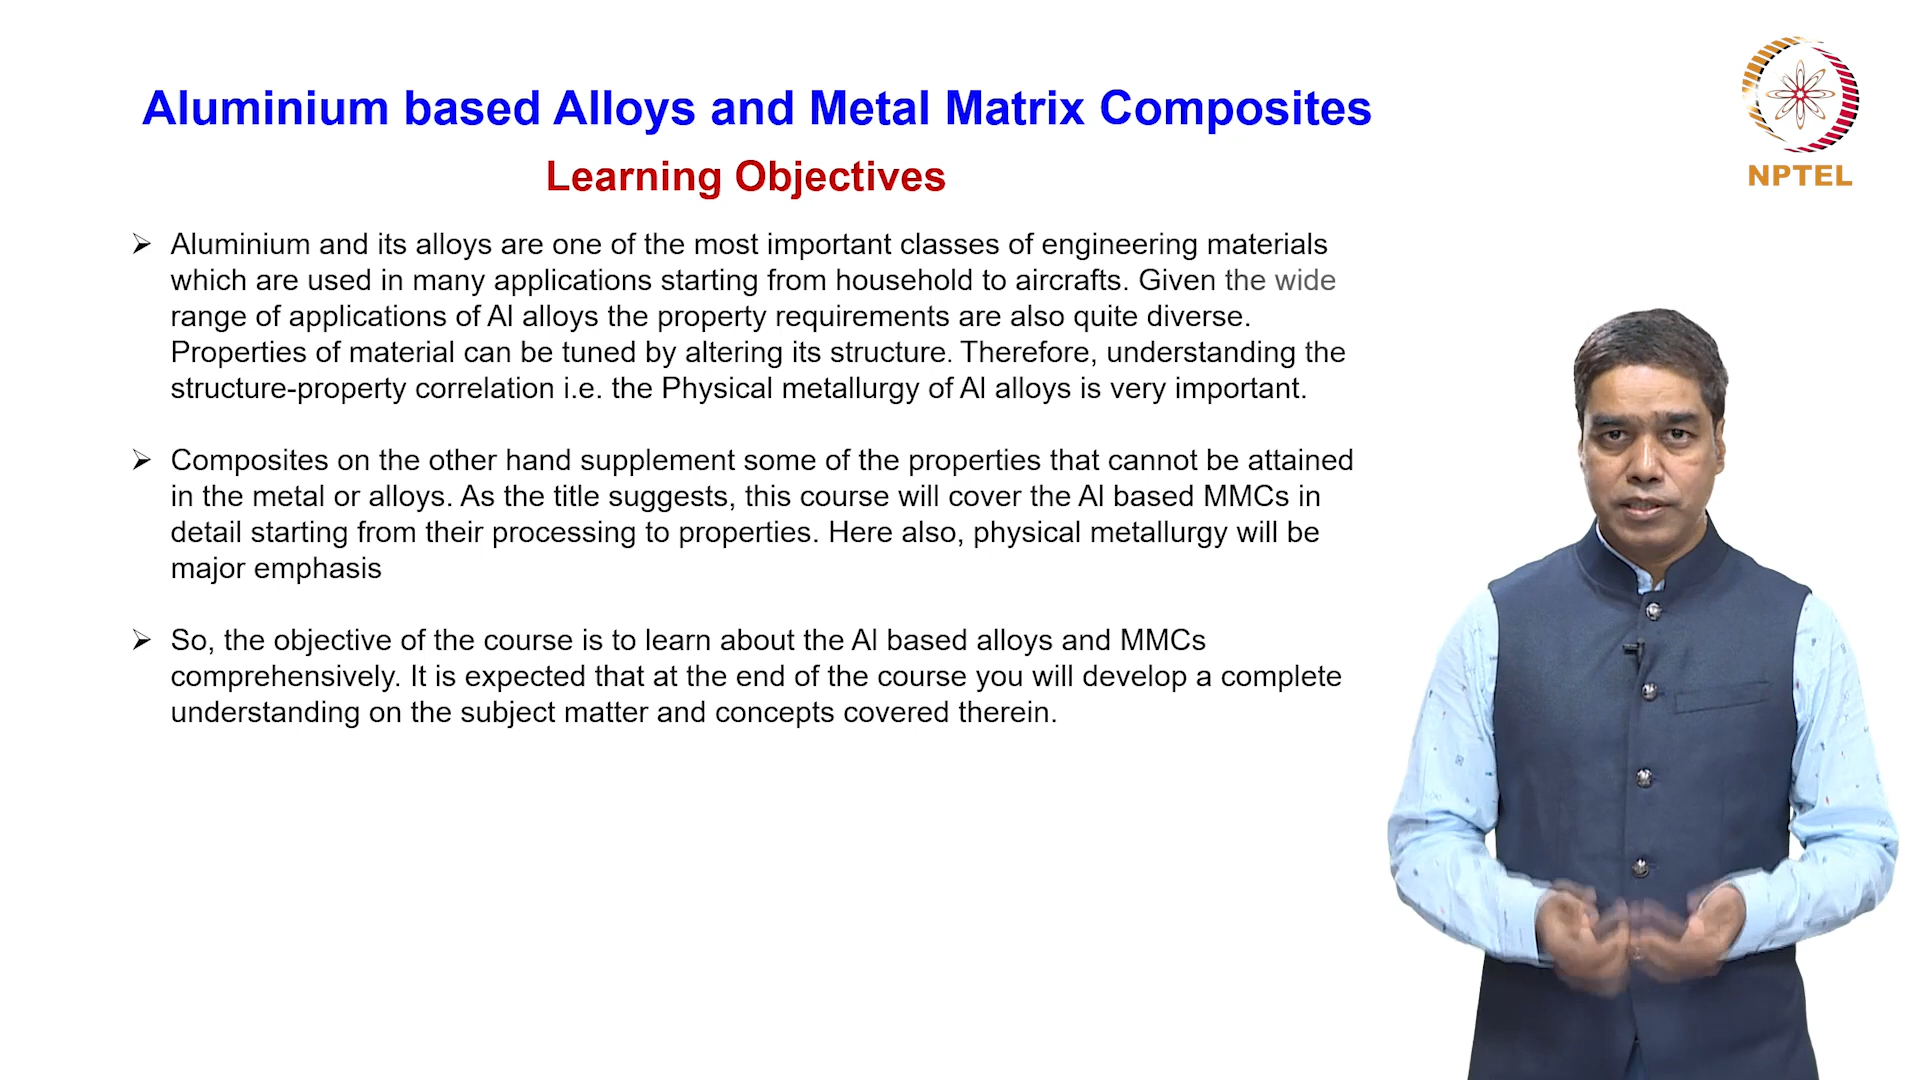 Aluminium based Alloys and Metal Matrix Composites
Learning Objectives
NPTEL
➢ Aluminium and its alloys are one of the most important classes of engineering materials
which are used in many applications starting from household to aircrafts. Given the wide
range of applications of Al alloys the property requirements are also quite diverse.
Properties of material can be tuned by altering its structure. Therefore, understanding the
structure-property correlation i.e. the Physical metallurgy of Al alloys is very important.
➢ Composites on the other hand supplement some of the properties that cannot be attained
in the metal or alloys. As the title suggests, this course will cover the Al based MMCs in
detail starting from their processing to properties. Here also, physical metallurgy will be
major emphasis
➢ So, the objective of the course is to learn about the Al based alloys and MMCs
comprehensively. It is expected that at the end of the course you will develop a complete
understanding on the subject matter and concepts covered therein.